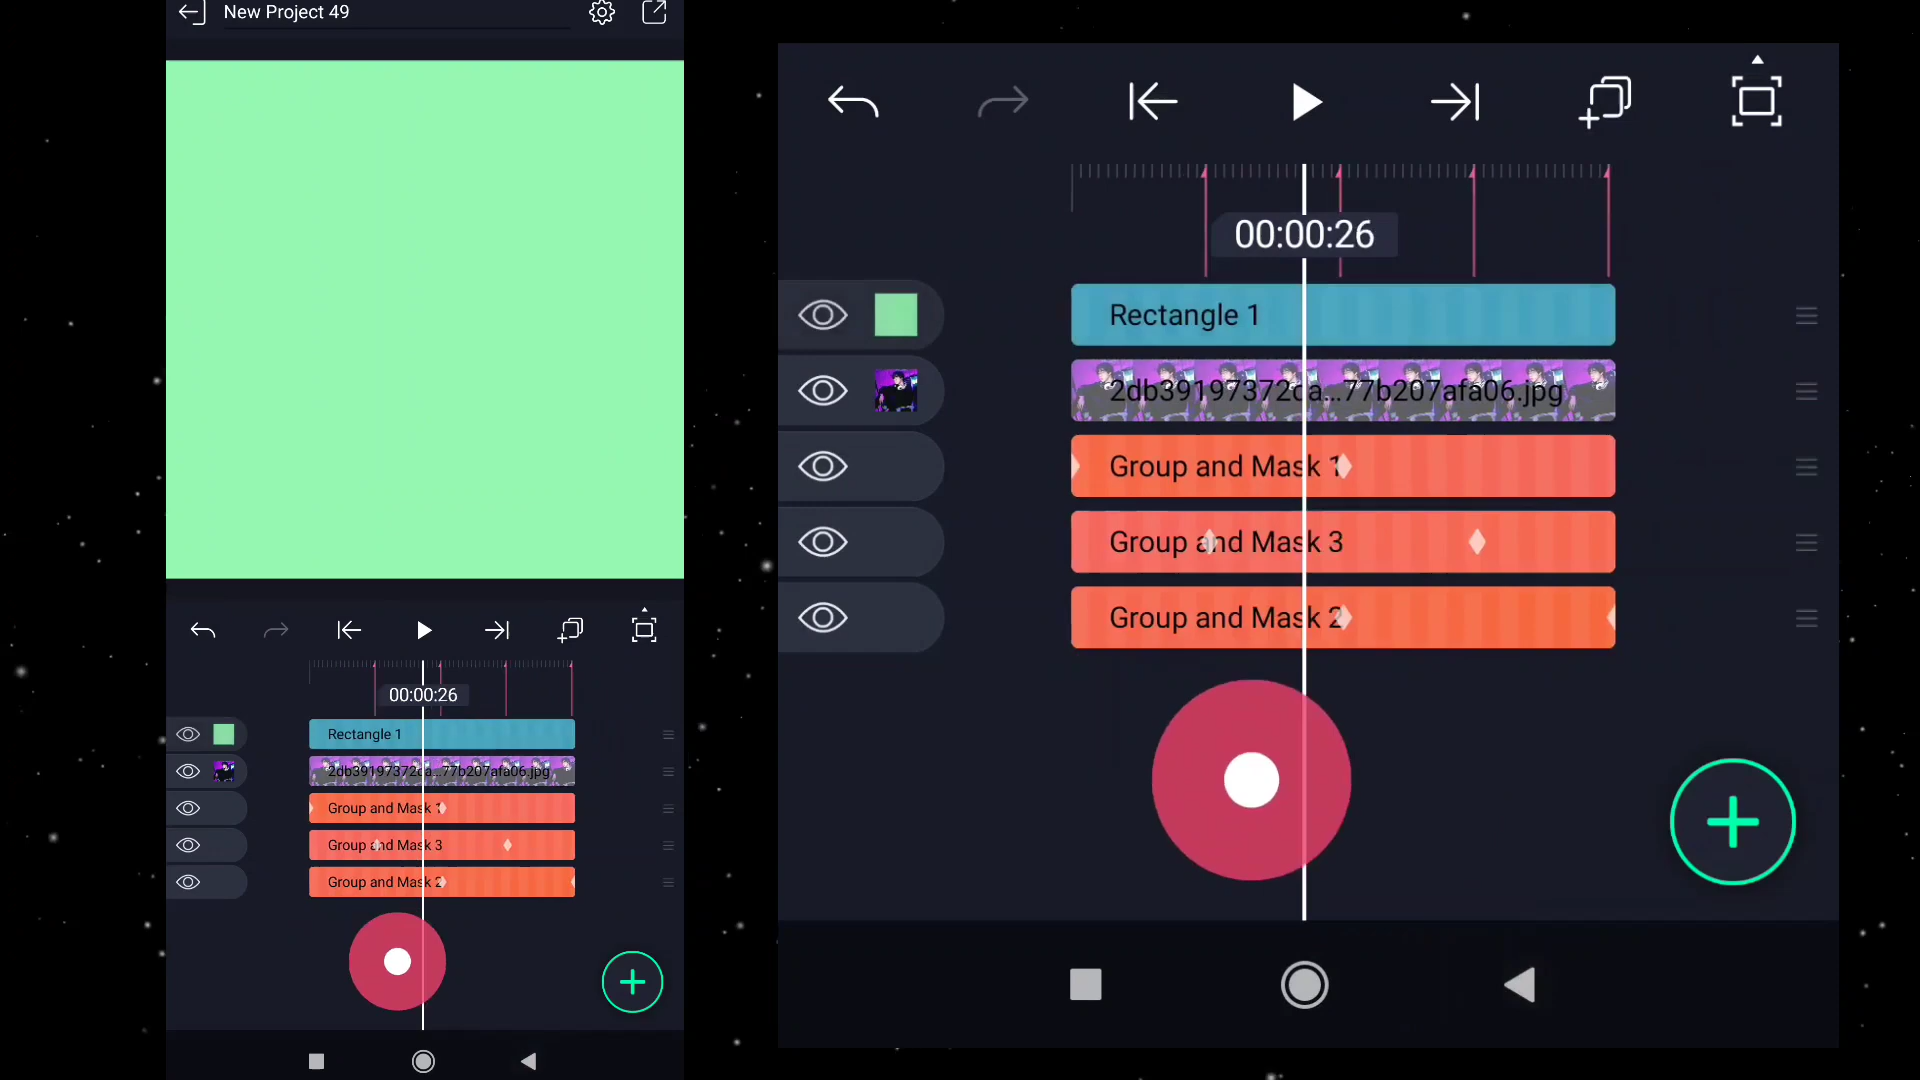 New Project 49
00:00:26
Rectangle 1
2db39197372da...77b207afa06.jpg
Group and Mask 1
Group and Mask 3
Group and Mask 2
00:00:26
Rectangle 1
2db39197372da...77b207afa06.jpg
Group and Mask 1
Group and Mask 3
Group and Mask 2